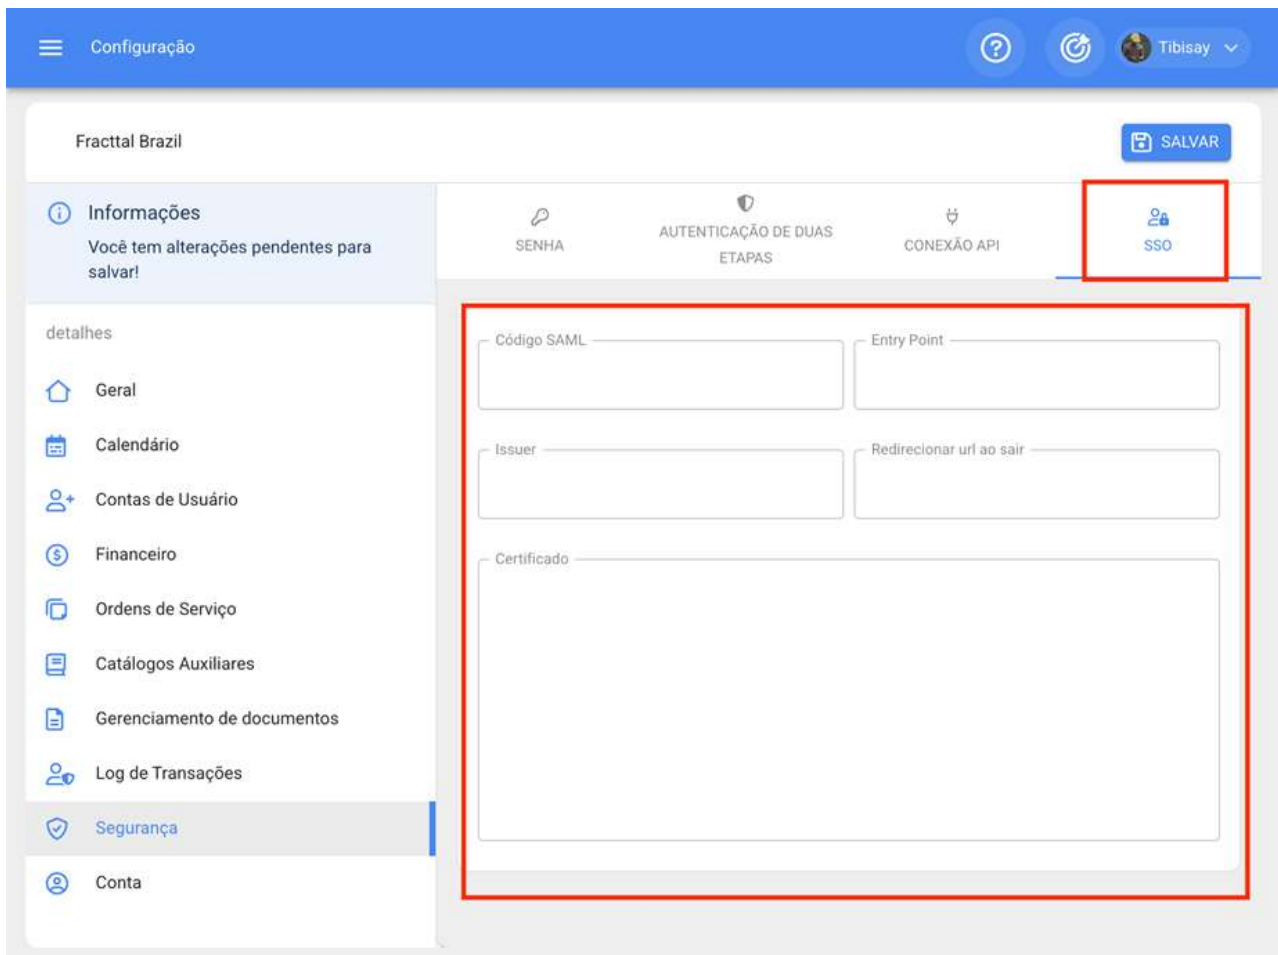 Configuração
Tibisay
Fracttal Brazil
SALVAR
Informações
Você tem alterações pendentes para
salvar!
SENHA
AUTENTICAÇÃO DE DUAS
ETAPAS
CONEXÃO API
SSO
detalhes
Geral
Calendário
Contas de Usuário
Financeiro
Ordens de Serviço
Catálogos Auxiliares
Gerenciamento de documentos
Log de Transações
Segurança
Conta
Código SAML
Entry Point
Issuer
Redirecionar url ao sair
Certificado